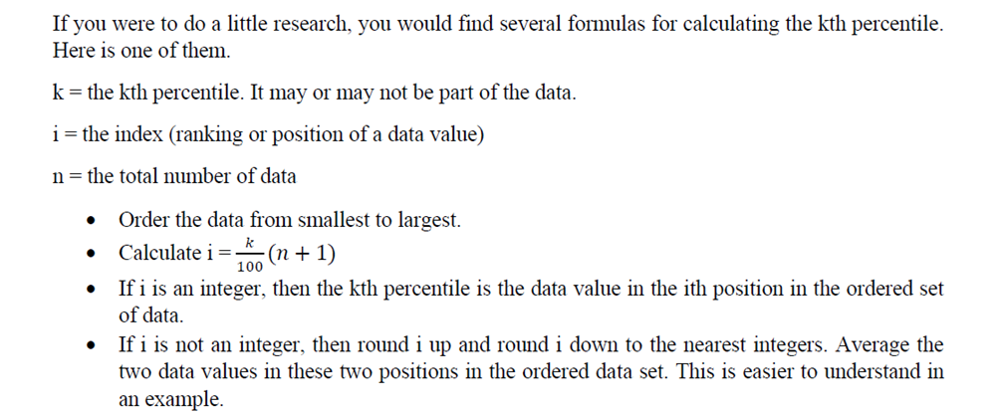 If you were to do a little research, you would find several formulas for calculating the kth percentile.
Here is one of them.
k = the kth percentile. It may or may not be part of the data.
i = the index (ranking or position of a data value)
n = the total number of data
• Order the data from smallest to largest.
• Calculate i = k/100 (n + 1)
• If i is an integer, then the kth percentile is the data value in the ith position in the ordered set
of data.
• If i is not an integer, then round i up and round i down to the nearest integers. Average the
two data values in these two positions in the ordered data set. This is easier to understand in
an example.